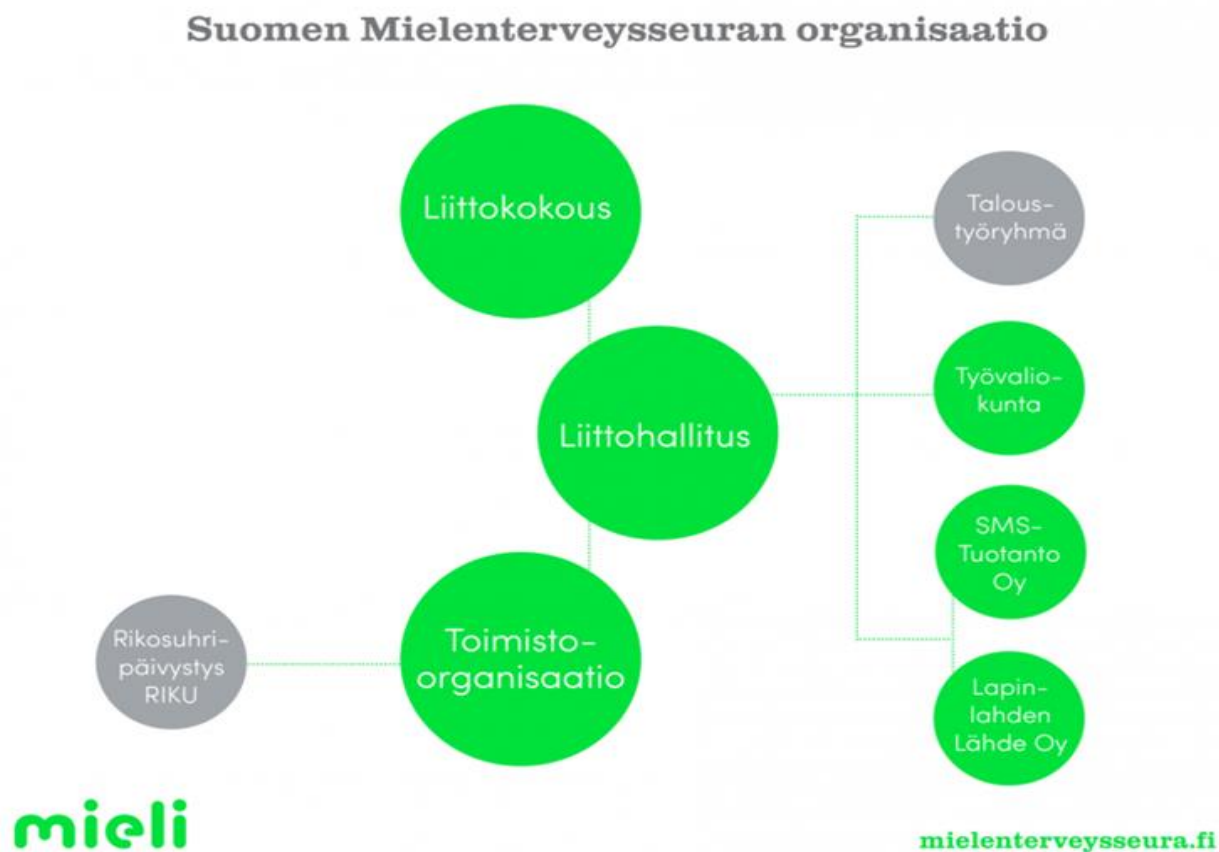 Suomen Mielenterveysseuran organisaatio
Liittokokous
Talous-
työryhmä
Liittohallitus
Työvalio-
kunta
SMS-
Tuotanto
Oy
Toimisto-
organisaatio
Rikosuhri-
päivystys
RIKU
Lapin-
lahden
Lähde Oy
mieli
mielenterveysseura.fi